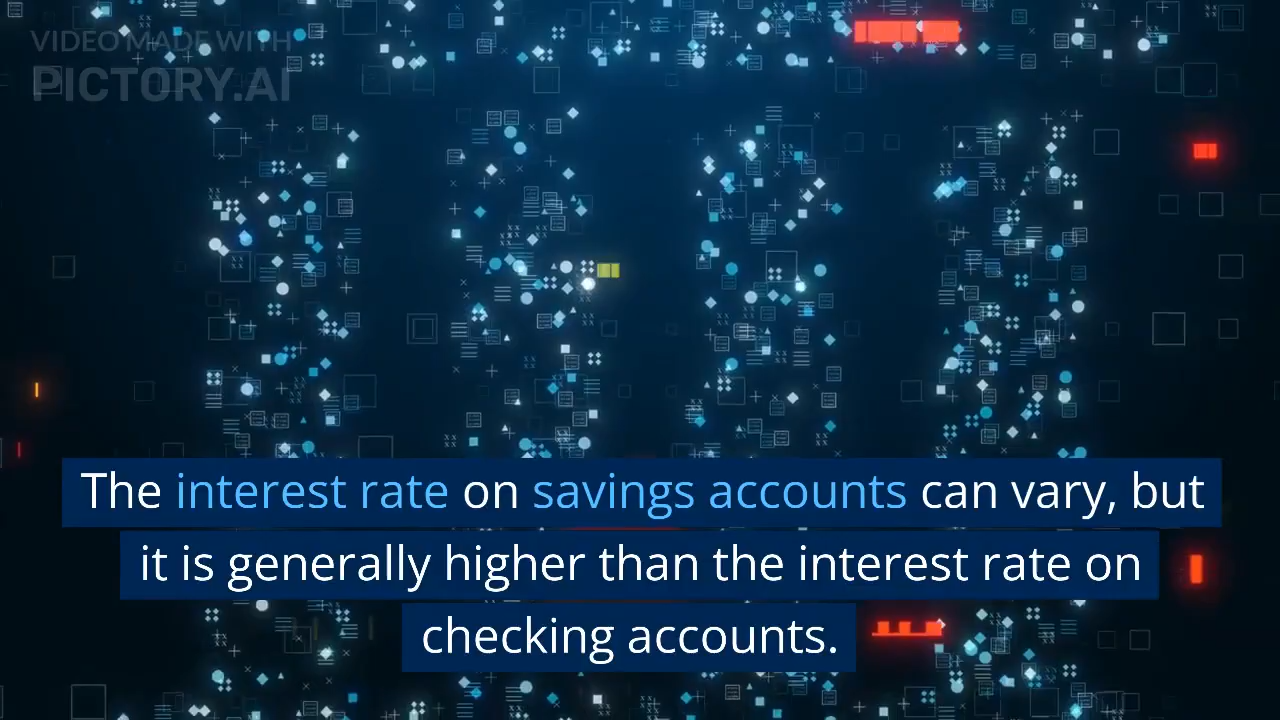 VIDEO MADE WITH
PICTORY.AI
The interest rate on savings accounts can vary, but
it is generally higher than the interest rate on
checking accounts.